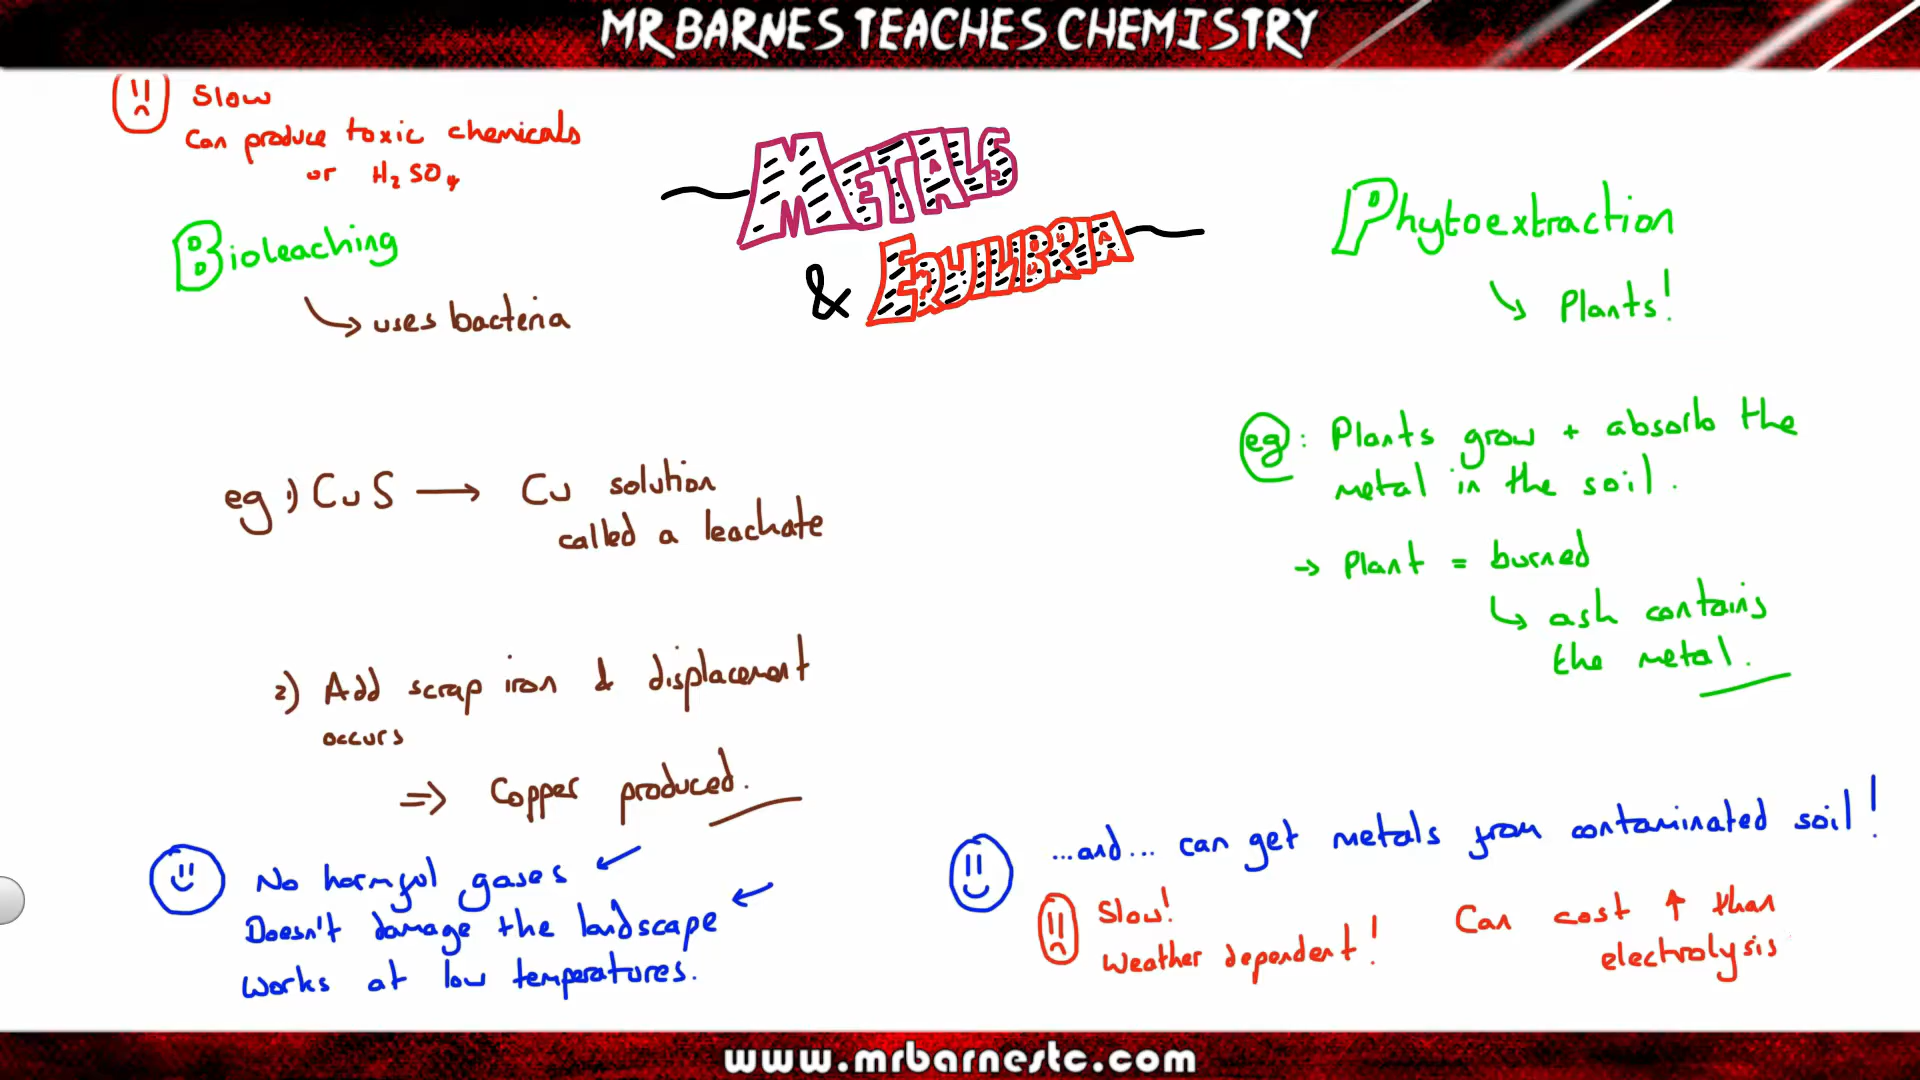 MR BARNES TEACHES CHEMISTRY
Slow
Can produce toxic chemicals
or H₂SO₄
METALS
& EQUILIBRIA
Bioleaching
↳ uses bacteria
eg 1) CuS → Cu solution
called a leachate
2) Add scrap iron & displacement
occurs
⇒ Copper produced.
No harmful gases
Doesn't damage the landscape
Works at low temperatures.
Phytoextraction
↳ Plants!
eg: Plants grow + absorb the
metal in the soil.
→ Plant = burned
↳ ash contains
the metal.
...and... can get metals from contaminated soil!
Slow!
Weather dependent!
Can cost ↑ than
electrolysis
www.mrbarnestc.com